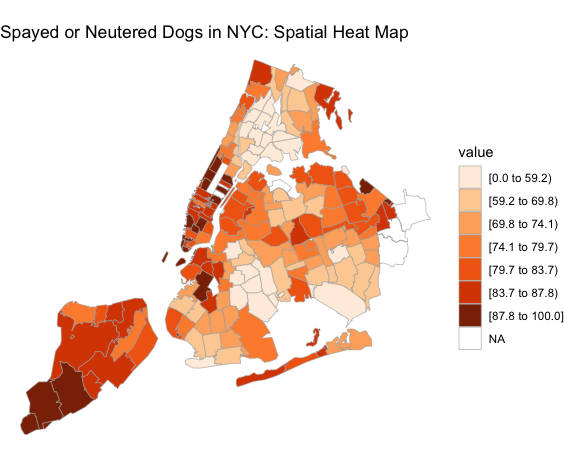 Spayed or Neutered Dogs in NYC: Spatial Heat Map
value
[0.0 to 59.2)
[59.2 to 69.8)
[69.8 to 74.1)
[74.1 to 79.7)
[79.7 to 83.7)
[83.7 to 87.8)
[87.8 to 100.0]
NA